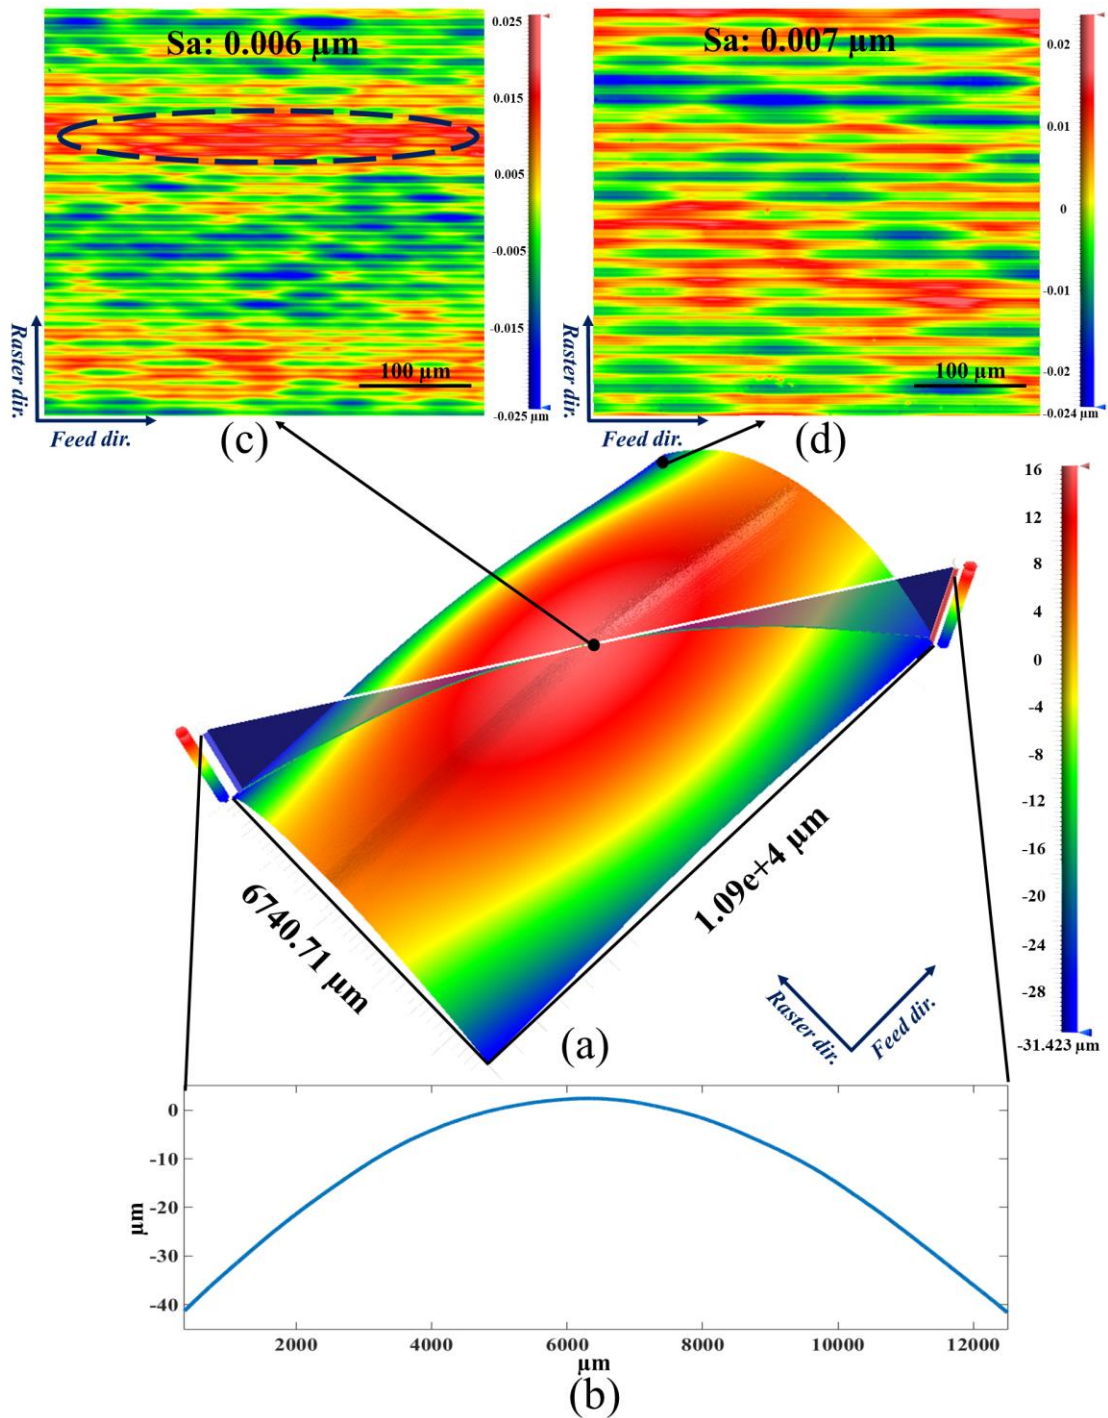 Sa: 0.006 µm
0.025
0.015
0.005
-0.005
-0.015
-0.025 µm
Raster dir.
Feed dir.
100 µm
(c)
Sa: 0.007 µm
0.02
0.01
0
-0.01
-0.02
-0.024 µm
Raster dir.
Feed dir.
100 µm
(d)
16
12
8
4
0
-4
-8
-12
-16
-20
-24
-28
-31.423 µm
6740.71 µm
1.09e+4 µm
Raster dir.
Feed dir.
(a)
0
-10
-20
-30
-40
µm
2000 4000 6000 8000 10000 12000
µm
(b)